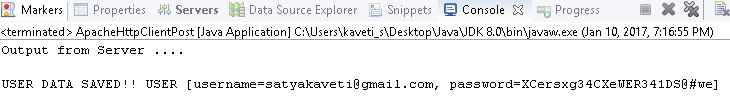 Markers Properties Servers Data Source Explorer Snippets Console Progress
<terminated> ApacheHttpClientPost [Java Application] C:\Users\kaveti_s\Desktop\Java\JDK 8.0\bin\javaw.exe (Jan 10, 2017, 7:16:55 PM)
Output from Server ....
USER DATA SAVED!! USER [username=satyakaveti@gmail.com, password=XCersxg34CXeWER341DS@#we]